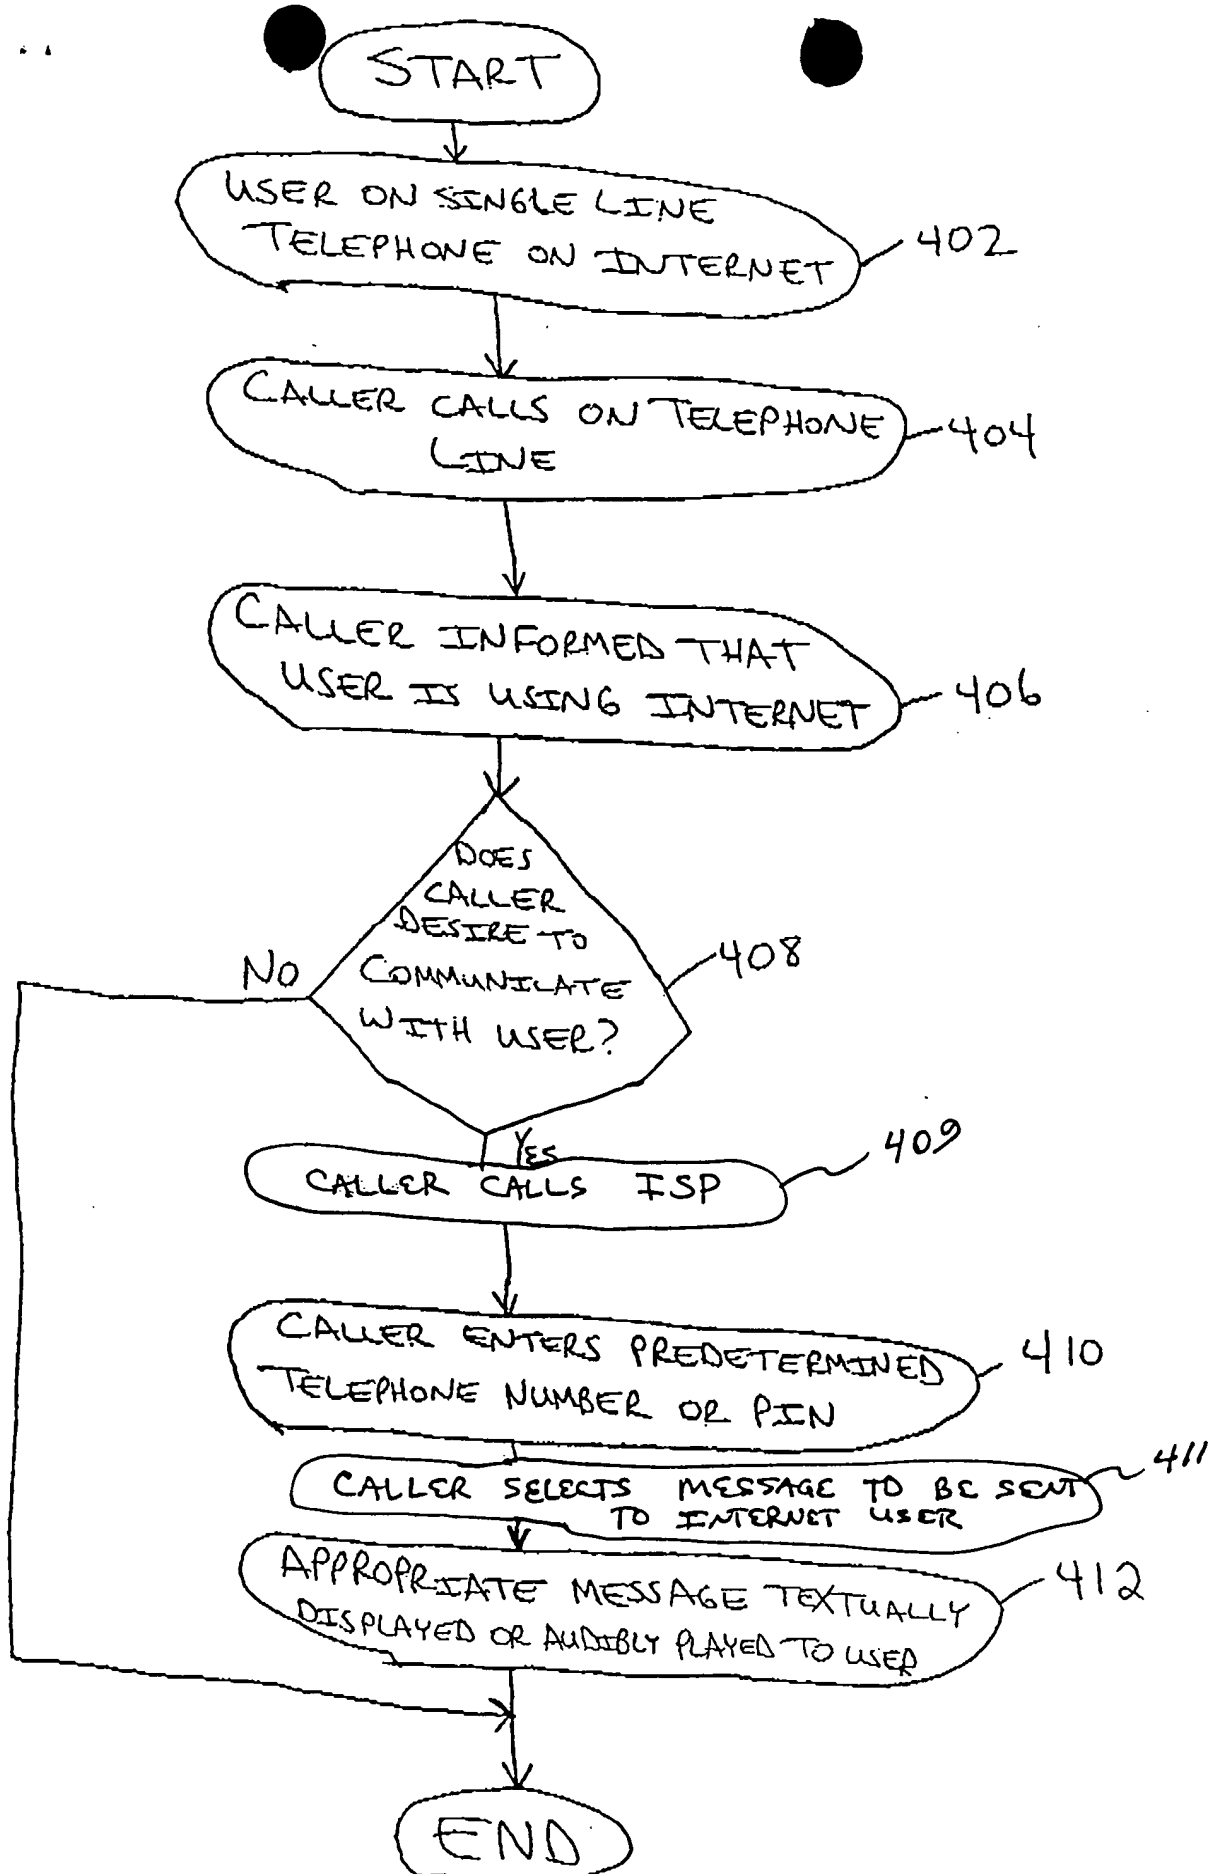 START
USER ON SINGLE LINE
TELEPHONE ON INTERNET
402
CALLER CALLS ON TELEPHONE
LINE
404
CALLER INFORMED THAT
USER IS USING INTERNET
406
DOES
CALLER
DESIRE TO
COMMUNICATE
WITH USER?
408
NO
YES
409
CALLER CALLS ISP
CALLER ENTERS PREDETERMINED
TELEPHONE NUMBER OR PIN
410
CALLER SELECTS MESSAGE TO BE SENT
TO INTERNET USER
411
APPROPRIATE MESSAGE TEXTUALLY
DISPLAYED OR AUDIBLY PLAYED TO USER
412
END